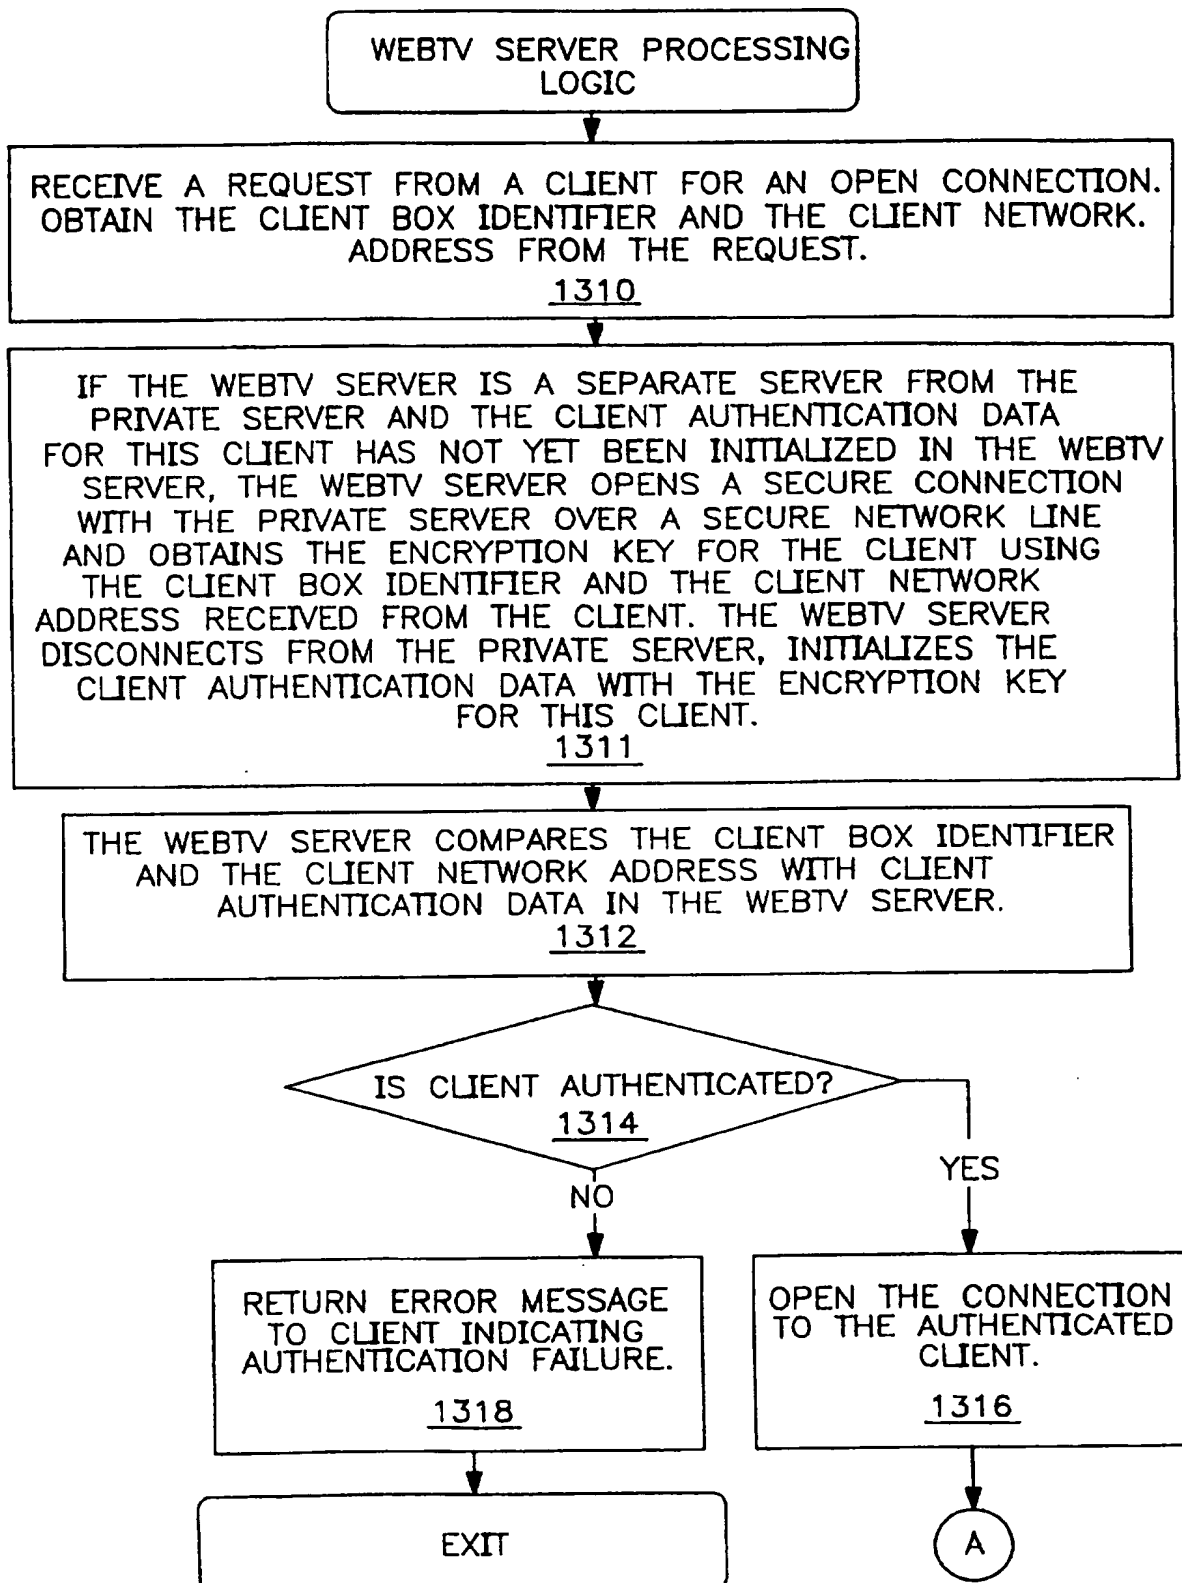 WEBTV SERVER PROCESSING
LOGIC
RECEIVE A REQUEST FROM A CLIENT FOR AN OPEN CONNECTION.
OBTAIN THE CLIENT BOX IDENTIFIER AND THE CLIENT NETWORK.
ADDRESS FROM THE REQUEST.
1310
IF THE WEBTV SERVER IS A SEPARATE SERVER FROM THE
PRIVATE SERVER AND THE CLIENT AUTHENTICATION DATA
FOR THIS CLIENT HAS NOT YET BEEN INITIALIZED IN THE WEBTV
SERVER, THE WEBTV SERVER OPENS A SECURE CONNECTION
WITH THE PRIVATE SERVER OVER A SECURE NETWORK LINE
AND OBTAINS THE ENCRYPTION KEY FOR THE CLIENT USING
THE CLIENT BOX IDENTIFIER AND THE CLIENT NETWORK
ADDRESS RECEIVED FROM THE CLIENT. THE WEBTV SERVER
DISCONNECTS FROM THE PRIVATE SERVER, INITIALIZES THE
CLIENT AUTHENTICATION DATA WITH THE ENCRYPTION KEY
FOR THIS CLIENT.
1311
THE WEBTV SERVER COMPARES THE CLIENT BOX IDENTIFIER
AND THE CLIENT NETWORK ADDRESS WITH CLIENT
AUTHENTICATION DATA IN THE WEBTV SERVER.
1312
IS CLIENT AUTHENTICATED?
1314
NO
YES
RETURN ERROR MESSAGE
TO CLIENT INDICATING
AUTHENTICATION FAILURE.
1318
OPEN THE CONNECTION
TO THE AUTHENTICATED
CLIENT.
1316
EXIT
A